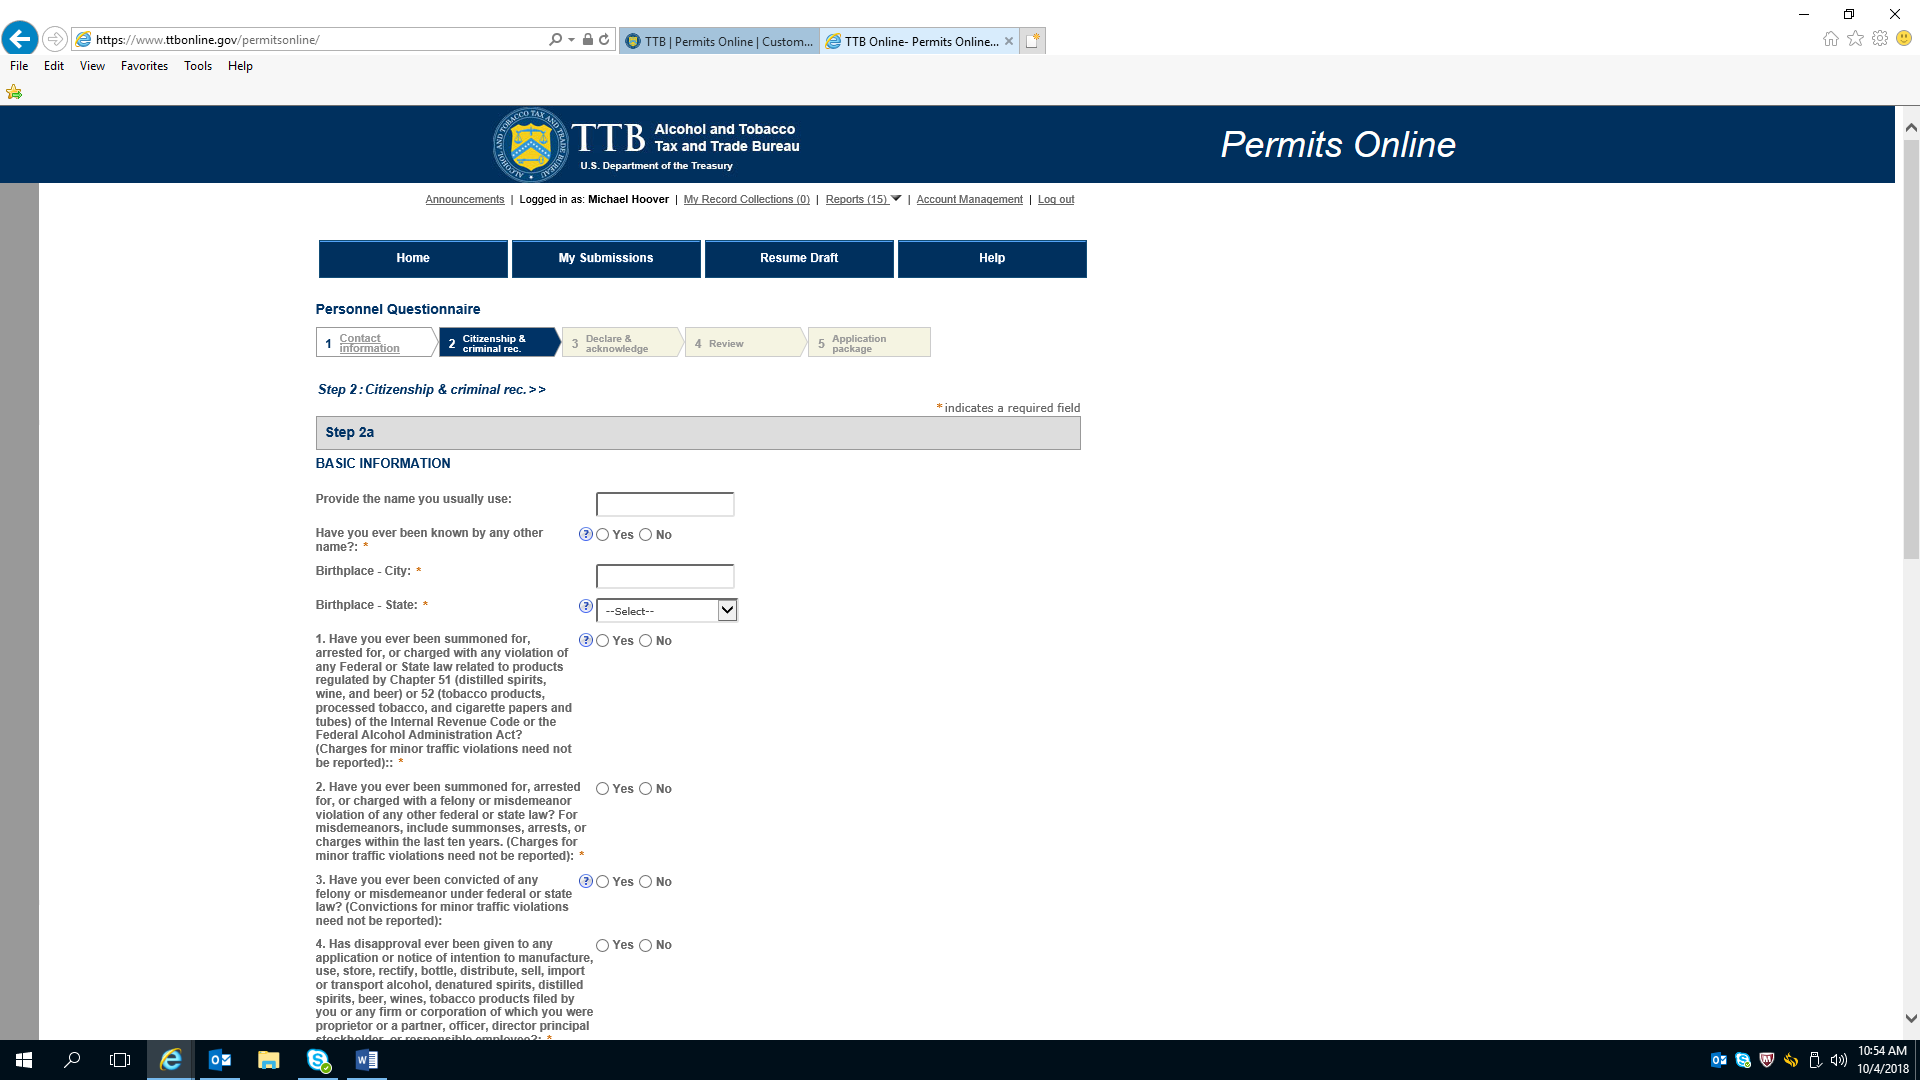 https://www.ttbonline.gov/permitsonline/
TTB | Permits Online | Custom...
TTB Online- Permits Online...
File Edit View Favorites Tools Help
TTB Alcohol and Tobacco
Tax and Trade Bureau
U.S. Department of the Treasury
Permits Online
Announcements | Logged in as: Michael Hoover | My Record Collections (0) | Reports (15) | Account Management | Log out
Home My Submissions Resume Draft Help
Personnel Questionnaire
1 Contact information
2 Citizenship & criminal rec.
3 Declare & acknowledge
4 Review
5 Application package
Step 2: Citizenship & criminal rec.>>
* indicates a required field
Step 2a
BASIC INFORMATION
Provide the name you usually use:
Have you ever been known by any other
name?: *
? Yes No
Birthplace - City: *
Birthplace - State: *
? --Select--
1. Have you ever been summoned for,
arrested for, or charged with any violation of
any Federal or State law related to products
regulated by Chapter 51 (distilled spirits,
wine, and beer) or 52 (tobacco products,
processed tobacco, and cigarette papers and
tubes) of the Internal Revenue Code or the
Federal Alcohol Administration Act?
(Charges for minor traffic violations need not
be reported):: *
? Yes No
2. Have you ever been summoned for, arrested
for, or charged with a felony or misdemeanor
violation of any other federal or state law? For
misdemeanors, include summonses, arrests, or
charges within the last ten years. (Charges for
minor traffic violations need not be reported): *
Yes No
3. Have you ever been convicted of any
felony or misdemeanor under federal or state
law? (Convictions for minor traffic violations
need not be reported):
? Yes No
4. Has disapproval ever been given to any
application or notice of intention to manufacture,
use, store, rectify, bottle, distribute, sell, import
or transport alcohol, denatured spirits, distilled
spirits, beer, wines, tobacco products filed by
you or any firm or corporation of which you were
proprietor or a partner, officer, director principal
stockholder, or responsible employee?: *
Yes No
10:54 AM
10/4/2018